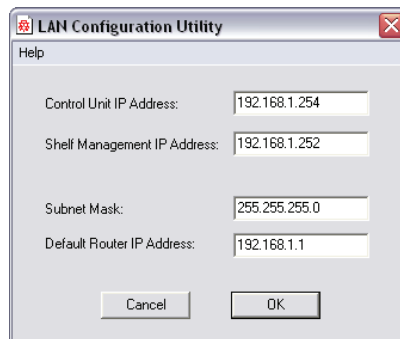 LAN Configuration Utility
Help
Control Unit IP Address: 192.168.1.254
Shelf Management IP Address: 192.168.1.252
Subnet Mask: 255.255.255.0
Default Router IP Address: 192.168.1.1
Cancel OK